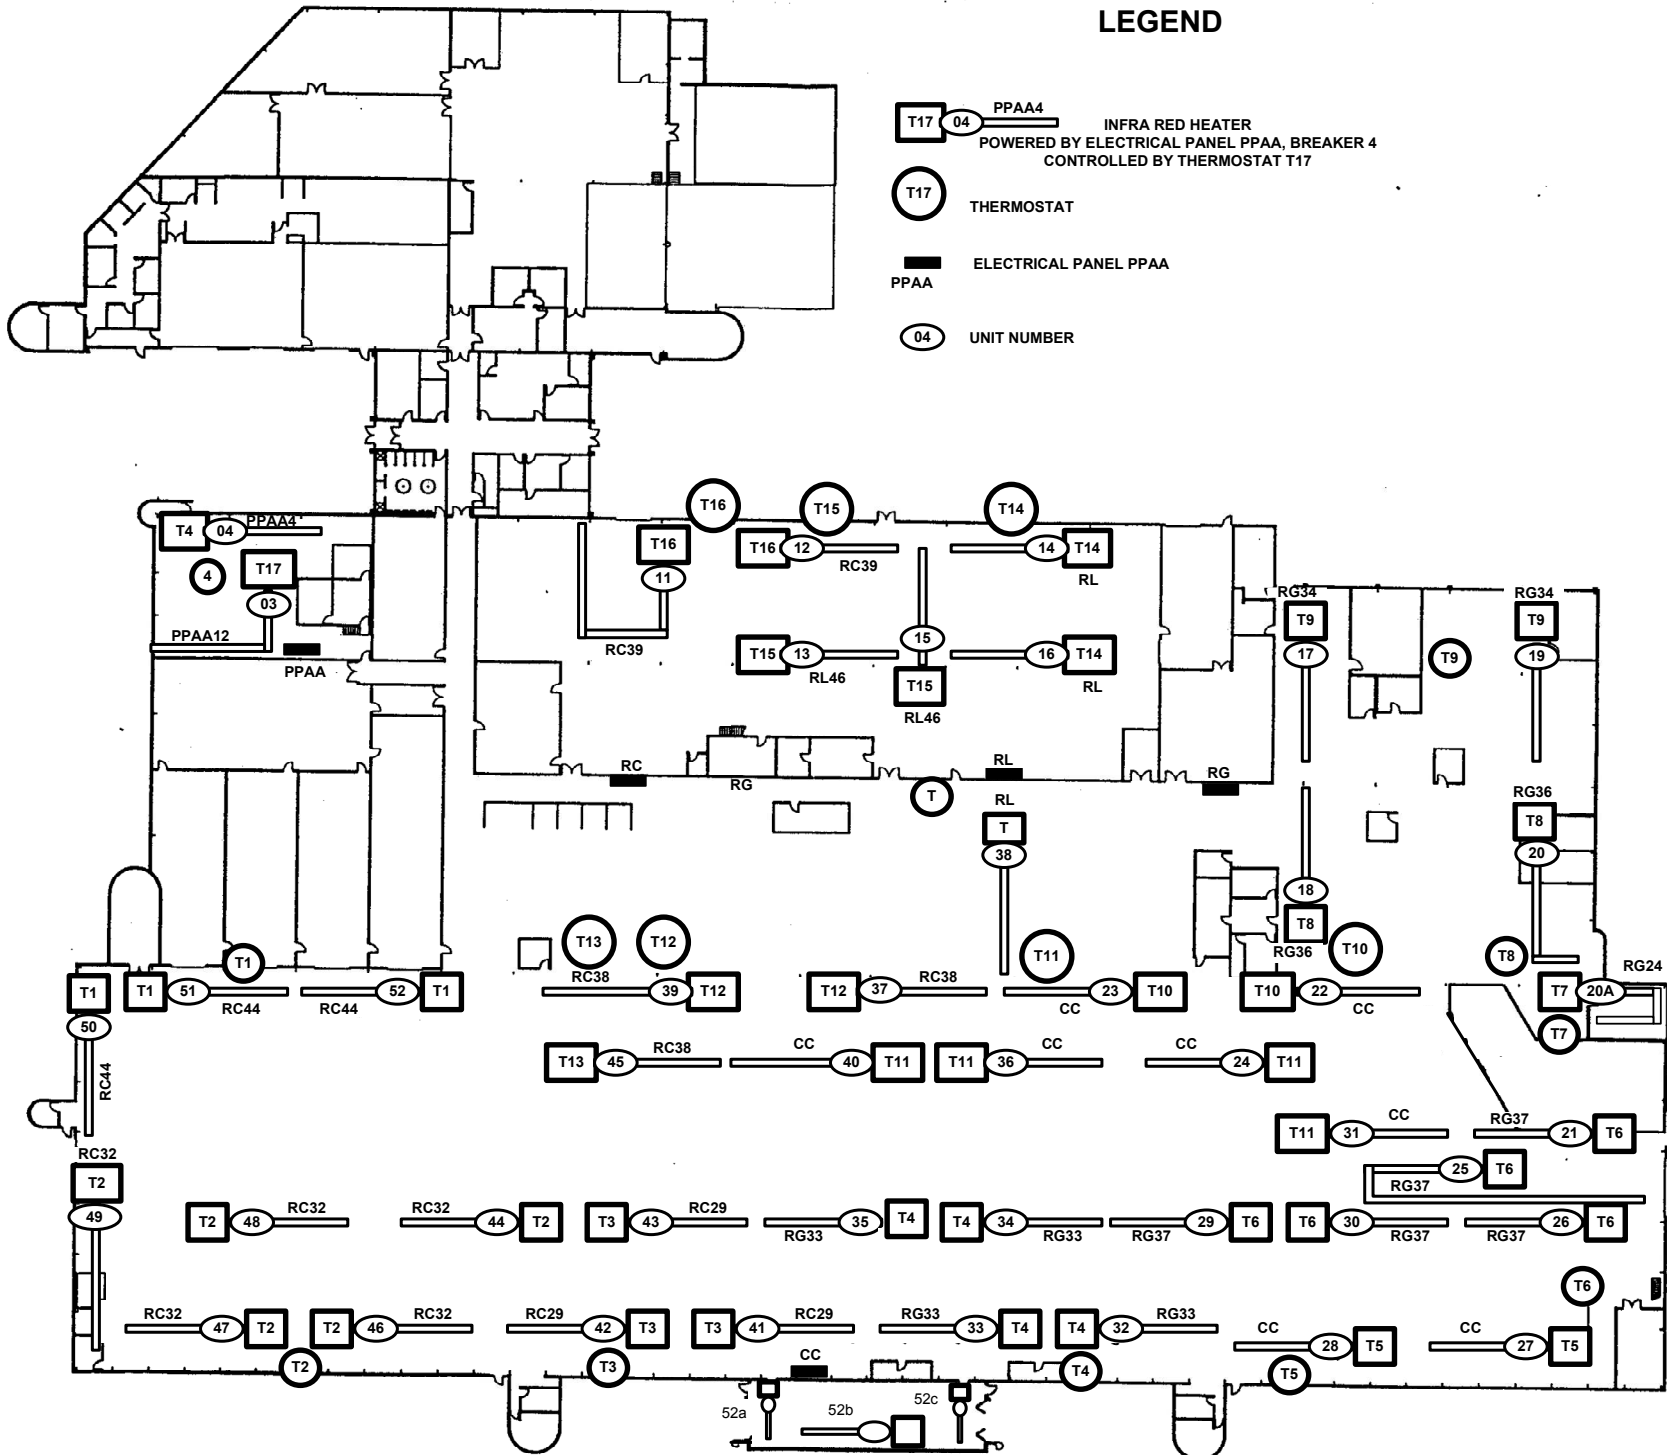 LEGEND
T17 04 PPAA4
INFRA RED HEATER
POWERED BY ELECTRICAL PANEL PPAA, BREAKER 4
CONTROLLED BY THERMOSTAT T17
T17 THERMOSTAT
ELECTRICAL PANEL PPAA
PPAA
04 UNIT NUMBER
T16 T15 T14
T4 04 PPAA4
T16 T16 12 14 T14
RC39 RL
4 T17 11
03
PPAA12
PPAA
RC39
15
T15 13 16 T14
RL46 RL
T15
RL46
RG34 RG34
T9 T9
17 T9 19
RC RG RL RG
T RL
T
38
RG36
T8
20
18
T8
RG36
T13 T12 T11 T10 T8
T1
RG24
T1 T1 51 52 T1
RC44 RC44
RC38 39 T12
T12 37 RC38
23 T10
CC
T10 22
CC
T7 20A
T7
50
RC44
T13 45 RC38
CC 40 T11
T11 36 CC
CC 24 T11
T11 31 CC
RG37 21 T6
25 T6
RG37
RC32
T2
49
T2 48 RC32
RC32 44 T2
T3 43 RC29
35 T4
RG33
T4 34
RG33
29 T6
RG37
T6 30
RG37
26 T6
RG37
T6
RC32 47 T2
T2 46 RC32
RC29 42 T3
T3 41 RC29
RG33 33 T4
T4 32 RG33
CC 28 T5
CC 27 T5
T2 T3 CC T4 T5
52a 52b 52c